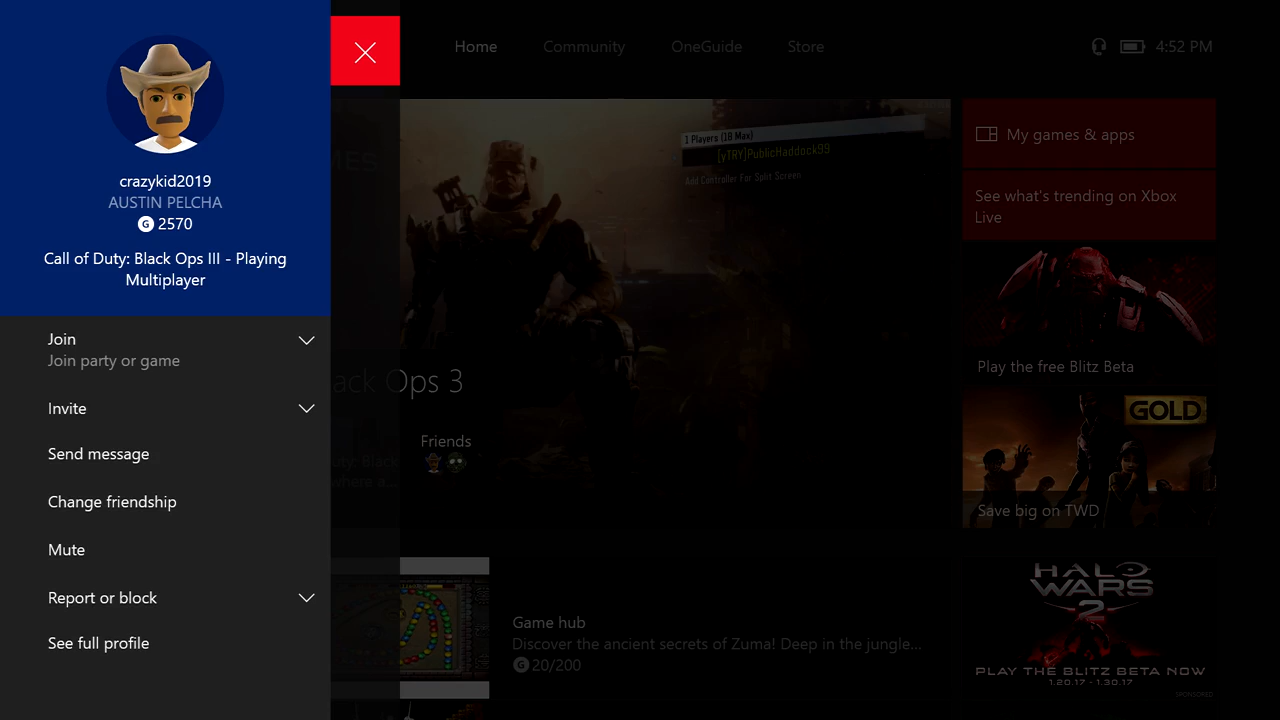 crazykid2019
AUSTIN PELCHA
G 2570
Call of Duty: Black Ops III - Playing
Multiplayer
Join
Join party or game
Invite
Send message
Change friendship
Mute
Report or block
See full profile
Home
Community
OneGuide
Store
4:52 PM
1 Players (18 Max)
[yTRY]PublicHaddock99
Add Controller For Split Screen
ack Ops 3
Friends
uty: Black
where a...
My games & apps
See what's trending on Xbox
Live
Play the free Blitz Beta
GOLD
Save big on TWD
Game hub
Discover the ancient secrets of Zuma! Deep in the jungle...
G 20/200
HALO
WARS
2
PLAY THE BLITZ BETA NOW
1.20.17 - 1.30.17
SPONSORED